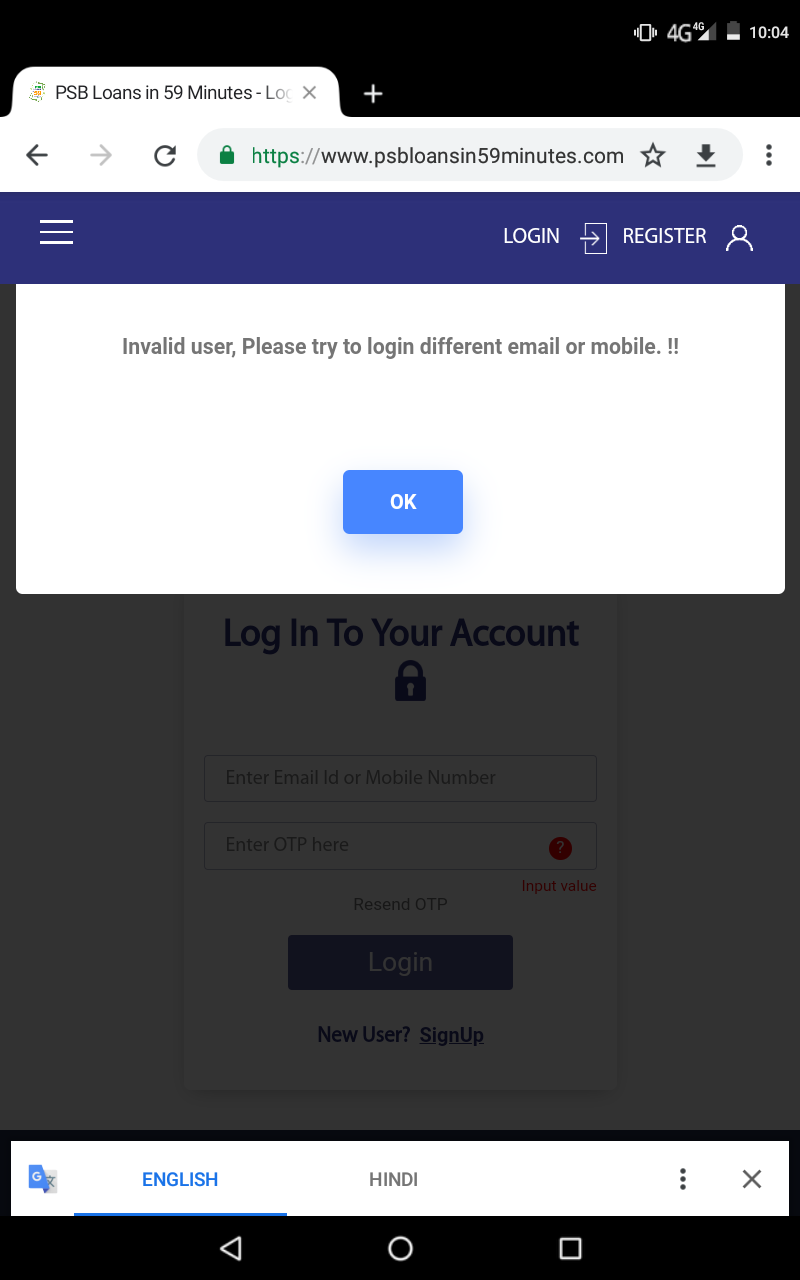 4G 4G 10:04
PSB Loans in 59 Minutes - Log
https://www.psbloansin59minutes.com
LOGIN REGISTER
Invalid user, Please try to login different email or mobile. !!
OK
Log In To Your Account
Enter Email Id or Mobile Number
Enter OTP here ?
Input value
Resend OTP
Login
New User? SignUp
G 文 ENGLISH HINDI